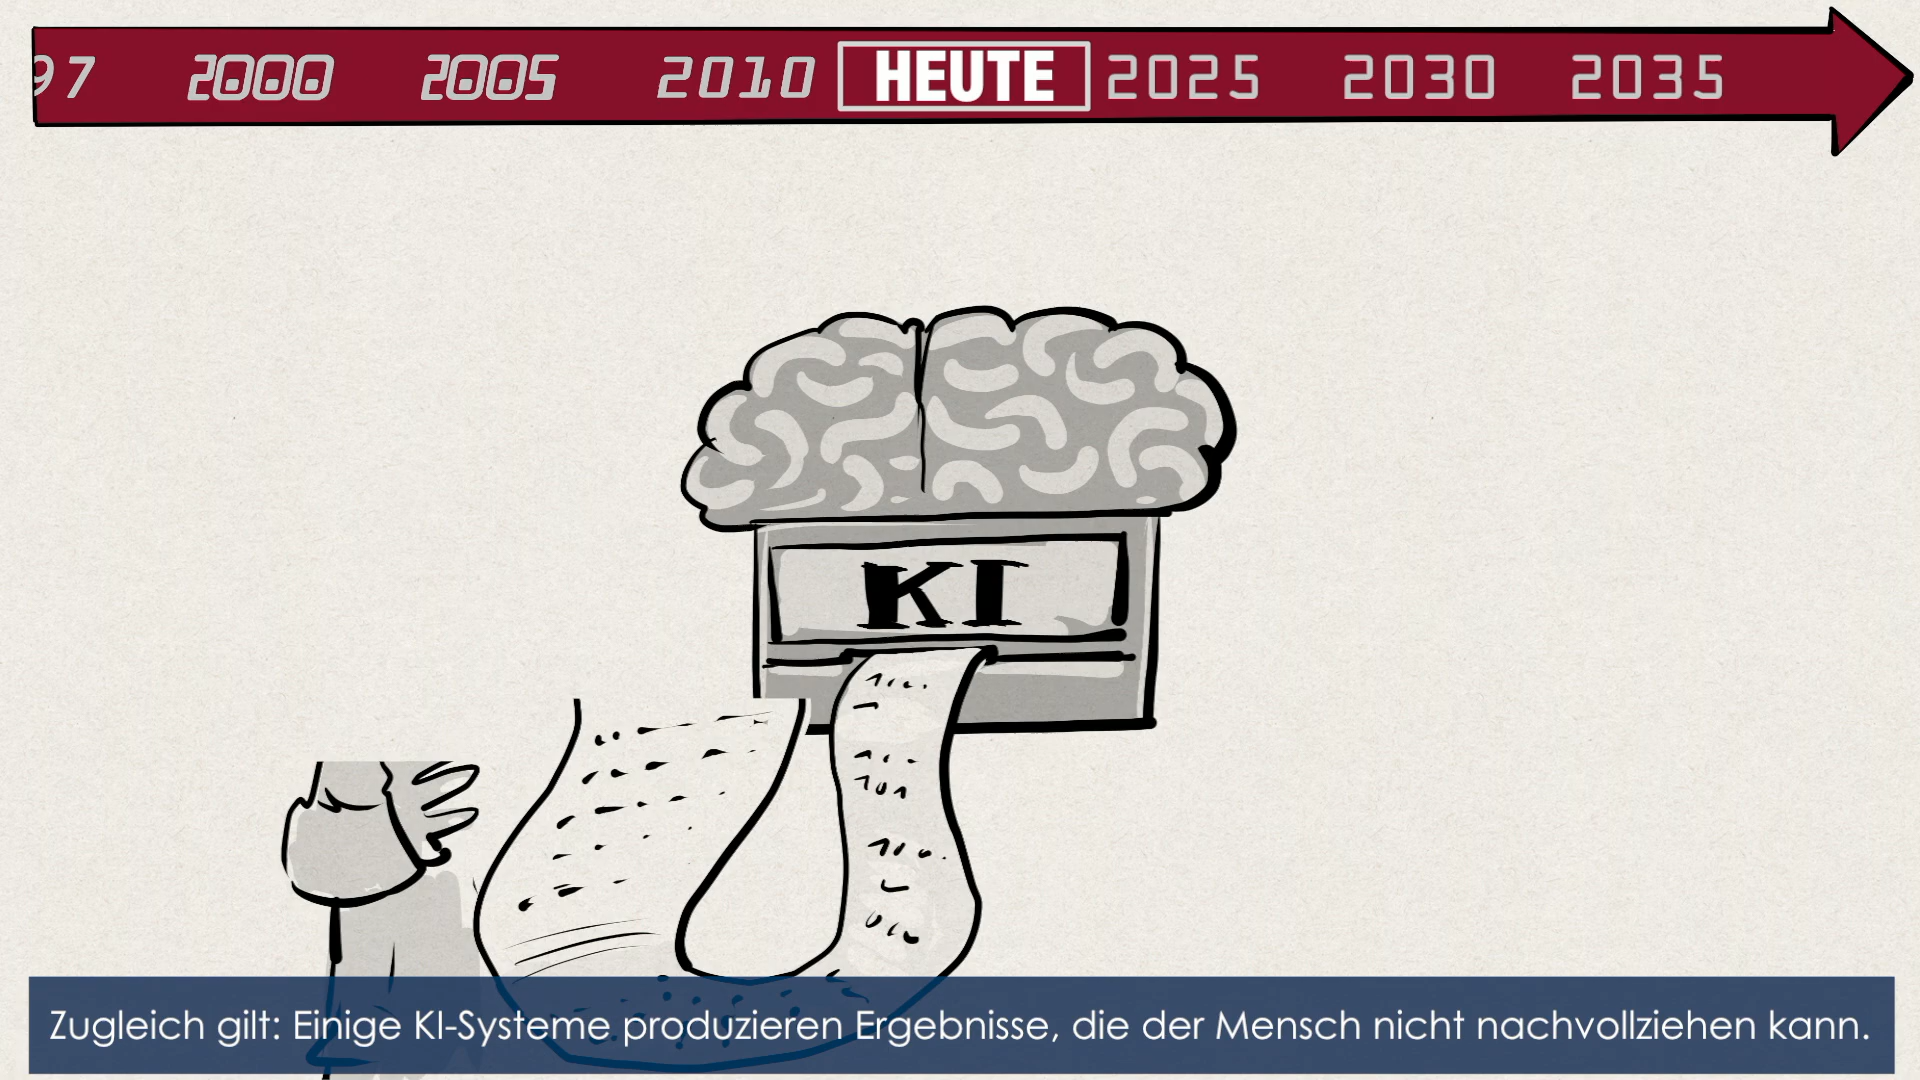 97 2000 2005 2010 HEUTE 2025 2030 2035
KI
Zugleich gilt: Einige KI-Systeme produzieren Ergebnisse, die der Mensch nicht nachvollziehen kann.